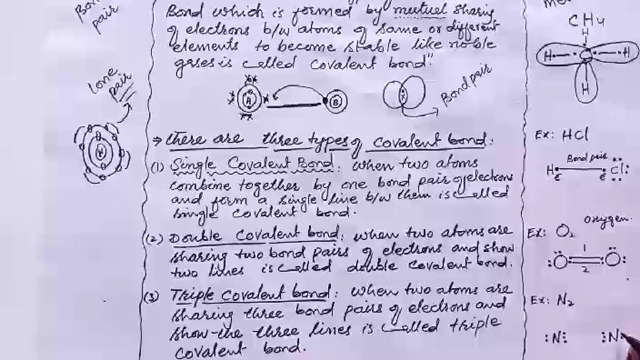 Bond
pair
lone
pair
Bond which is formed by mutual sharing
of electrons b/w atoms of same or different
elements to become stable like noble
gases is called covalent bond"
A
B
Bond pair
⇒ There are three types of covalent bond:
(1) Single Covalent Bond: when two atoms
combine together by one bond pair of electrons
and form a single line b/w them is called
single covalent bond.
(2) Double Covalent bond: when two atoms are
sharing two bond pairs of electrons and show
two lines is called double covalent bond.
(3) Triple Covalent bond: when two atoms are
sharing three bond pairs of electrons and
show the three lines is called triple
covalent bond.
CH4
H
H C H
H
Ex: HCl
Bond pair
H Cl
e e
Ex: O2 oxygen.
1
O = O
2
Ex: N2
:N: :N